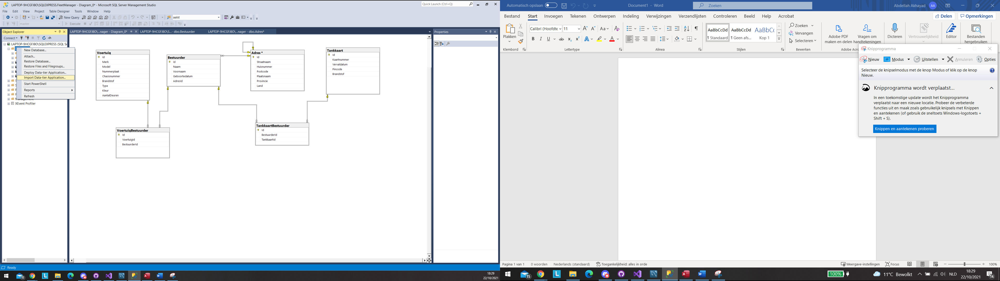 LAPTOP-9HCGFJ8O\SQLEXPRESS.FleetManager - Diagram_0* - Microsoft SQL Server Management Studio
Quick Launch (Ctrl+Q)
File Edit View Project Table Designer Tools Window Help
New Query
aalst
master
Execute
Object Explorer
LAPTOP-9HCGFJ8O\...nager - Diagram_0*
LAPTOP-9HCGFJ8O\S...- dbo.Bestuurder
LAPTOP-9HCGFJ8O\...nager - dbo.Adres*
Properties
Connect
LAPTOP-9HCGFJ8O\SQLEXPRESS (SQL Se
New Database...
Attach...
Restore Database...
Restore Files and Filegroups...
Deploy Data-tier Application...
Import Data-tier Application...
Start PowerShell
Reports
Refresh
Management
XEvent Profiler
Voertuig
Id
Merk
Model
Nummerplaat
Chasisnummer
Brandstof
Type
Kleur
AantalDeuren
Bestuurder
Id
Naam
Voornaam
Geboortedatum
AdresId
Adres *
Id
Straatnaam
Huisnummer
Postcode
Plaatsnaam
Provincie
Land
Tankkaart
Id
Kaartnummer
Vervaldatum
Pincode
Brandstof
VoertuigBestuurder
Id
VoertuigId
BestuurderId
TankkaartBestuurder
Id
BestuurderId
Tankkaartid
Ready
15
18:29
22/10/2021
Automatisch opslaan
Document1 - Word
Zoeken
Abdellah Akhayad
AA
Bestand Start Invoegen Tekenen Ontwerpen Indeling Verwijzingen Verzendlijsten Controleren Beeld Help Acrobat
Delen
Opmerkingen
Plakken
Klembord
Calibri (Hoofdte
11
Lettertype
Alinea
AaBbCcDd
¶ Standaard
AaBbCcDd
¶ Geen afs...
AaBbCc
Kop 1
Stijlen
Zoeken
Vervangen
Selecteren
Bewerken
Adobe PDF
maken en delen
Vragen om
handtekeningen
Adobe Acro
Dicteren
Vertrouwelijkheid
Editor
Bestanden
hergebruiken
Knipprogramma
Nieuw Modus Uitstellen Annuleren Opties
Selecteer de knipselmodus met de knop Modus of klik op de knop
Nieuw.
Knipprogramma wordt verplaatst...
In een toekomstige update wordt het Knipprogramma
verplaatst naar een nieuwe locatie. Probeer de verbeterde
functies uit en maak zoals gebruikelijk knipsels met Knippen
en aantekenen (of gebruik de sneltoets Windows-logotoets +
Shift + S).
Knippen en aantekenen proberen
Pagina 1 van 1
0 woorden
Nederlands (standaard)
Toegankelijkheid: alles in orde
Weergave-instellingen
Focus
100%
15
100%
11°C Bewolkt
NLD
18:29
22/10/2021
14